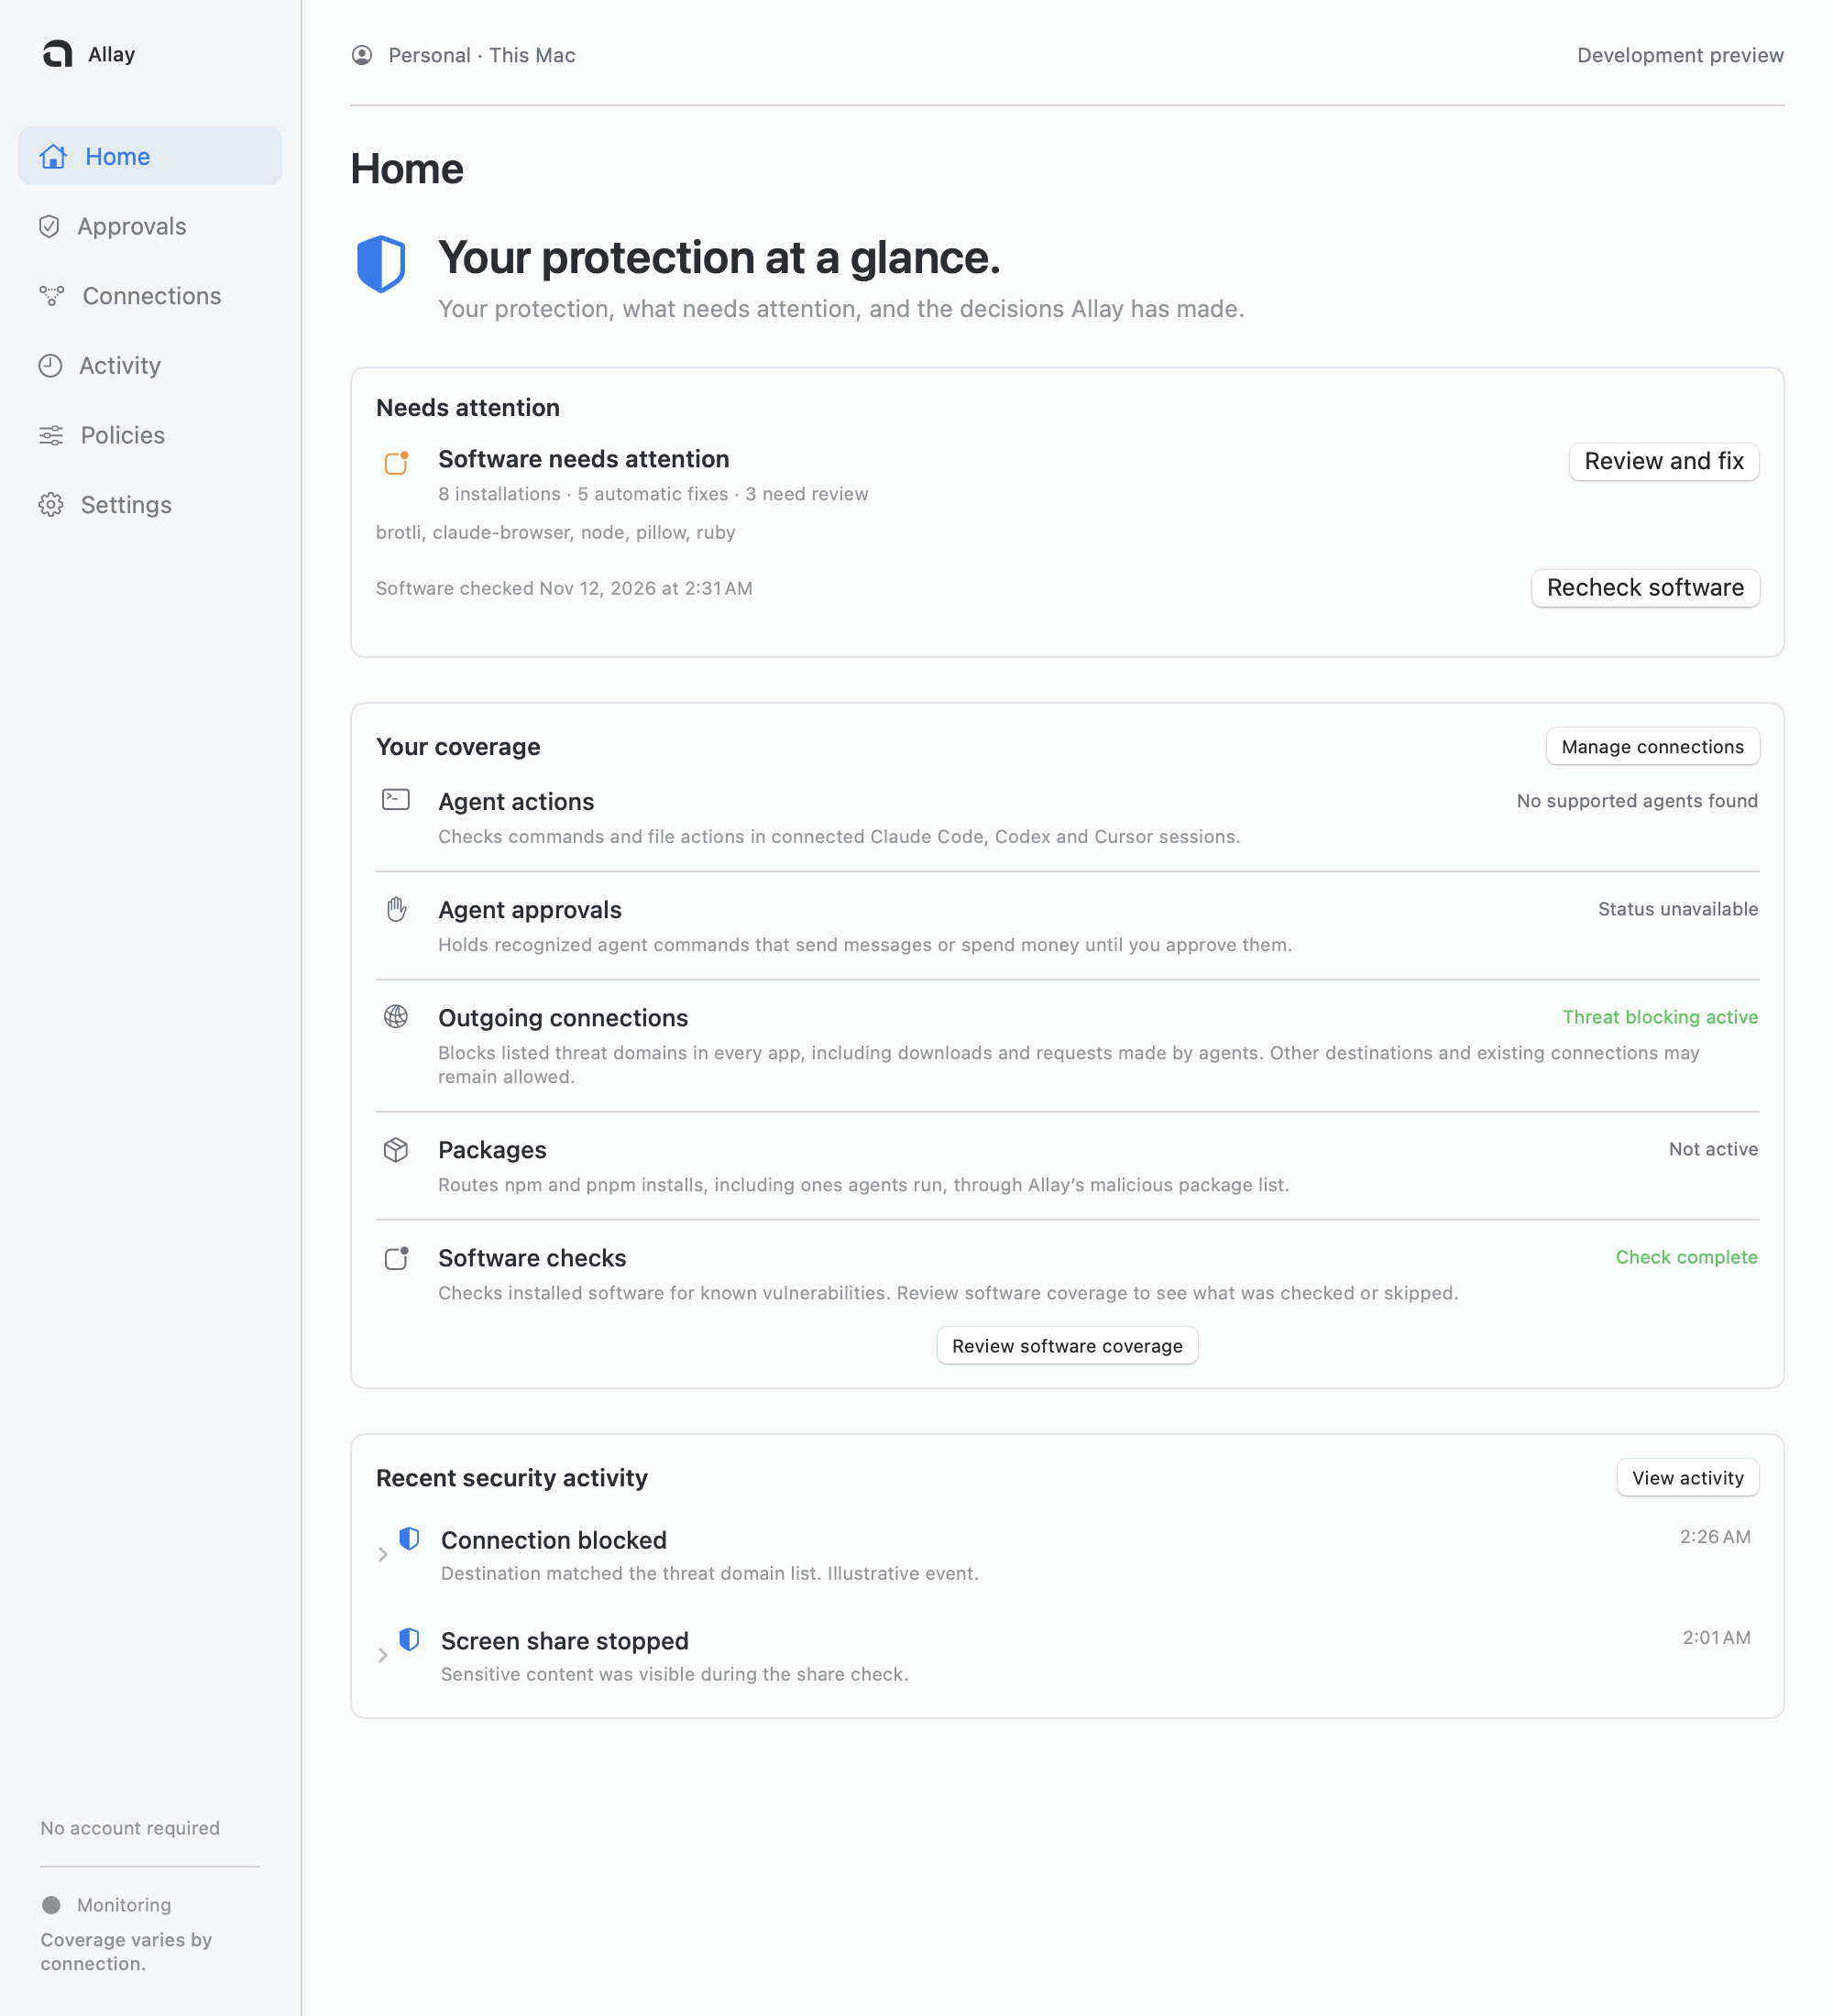 Allay
Home
Approvals
Connections
Activity
Policies
Settings
No account required
Monitoring
Coverage varies by
connection.
Personal · This Mac
Development preview
Home
Your protection at a glance.
Your protection, what needs attention, and the decisions Allay has made.
Needs attention
Software needs attention
Review and fix
8 installations · 5 automatic fixes · 3 need review
brotli, claude-browser, node, pillow, ruby
Software checked Nov 12, 2026 at 2:31 AM
Recheck software
Your coverage
Manage connections
Agent actions
No supported agents found
Checks commands and file actions in connected Claude Code, Codex and Cursor sessions.
Agent approvals
Status unavailable
Holds recognized agent commands that send messages or spend money until you approve them.
Outgoing connections
Threat blocking active
Blocks listed threat domains in every app, including downloads and requests made by agents. Other destinations and existing connections may
remain allowed.
Packages
Not active
Routes npm and pnpm installs, including ones agents run, through Allay’s malicious package list.
Software checks
Check complete
Checks installed software for known vulnerabilities. Review software coverage to see what was checked or skipped.
Review software coverage
Recent security activity
View activity
Connection blocked
2:26 AM
Destination matched the threat domain list. Illustrative event.
Screen share stopped
2:01 AM
Sensitive content was visible during the share check.